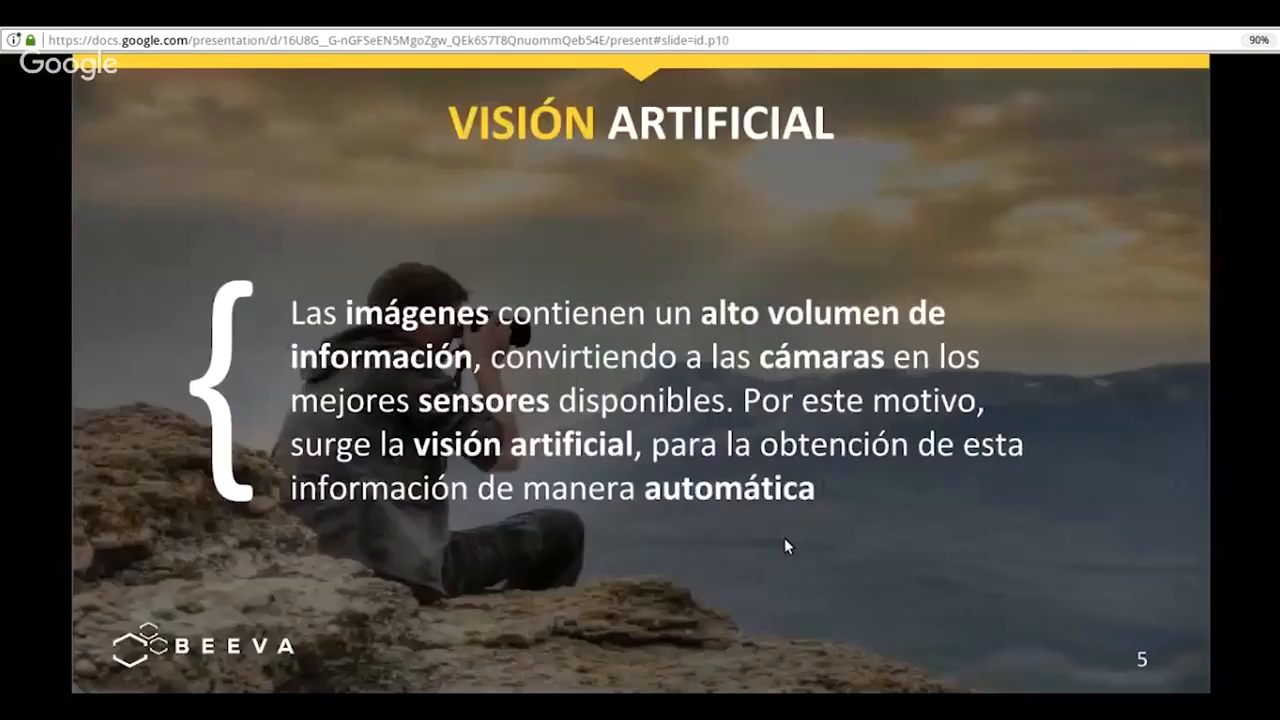 https://docs.google.com/presentation/d/16U8G__G-nGFSeEN5MgoZgw_QEk6S7T8QnuommQeb54E/present#slide=id.p10
90%
Google
VISIÓN ARTIFICIAL
Las imágenes contienen un alto volumen de
información, convirtiendo a las cámaras en los
mejores sensores disponibles. Por este motivo,
surge la visión artificial, para la obtención de esta
información de manera automática
BEEVA
5